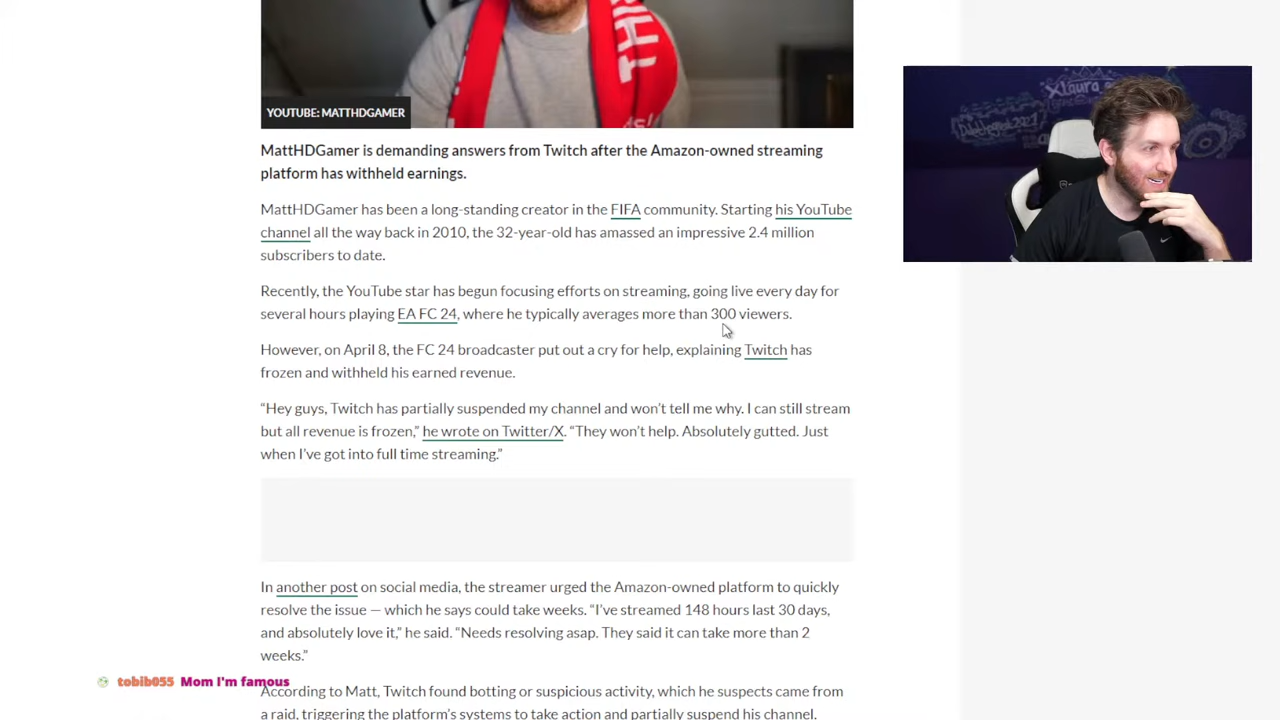 THIS
YOUTUBE: MATTHDGAMER
MattHDGamer is demanding answers from Twitch after the Amazon-owned streaming
platform has withheld earnings.
MattHDGamer has been a long-standing creator in the FIFA community. Starting his YouTube
channel all the way back in 2010, the 32-year-old has amassed an impressive 2.4 million
subscribers to date.
Recently, the YouTube star has begun focusing efforts on streaming, going live every day for
several hours playing EA FC 24, where he typically averages more than 300 viewers.
However, on April 8, the FC 24 broadcaster put out a cry for help, explaining Twitch has
frozen and withheld his earned revenue.
“Hey guys, Twitch has partially suspended my channel and won’t tell me why. I can still stream
but all revenue is frozen,” he wrote on Twitter/X. “They won’t help. Absolutely gutted. Just
when I’ve got into full time streaming.”
In another post on social media, the streamer urged the Amazon-owned platform to quickly
resolve the issue — which he says could take weeks. “I’ve streamed 148 hours last 30 days,
and absolutely love it,” he said. “Needs resolving asap. They said it can take more than 2
weeks.”
tobib055 Mom I'm famous
According to Matt, Twitch found botting or suspicious activity, which he suspects came from
a raid, triggering the platform's systems to take action and partially suspend his channel.